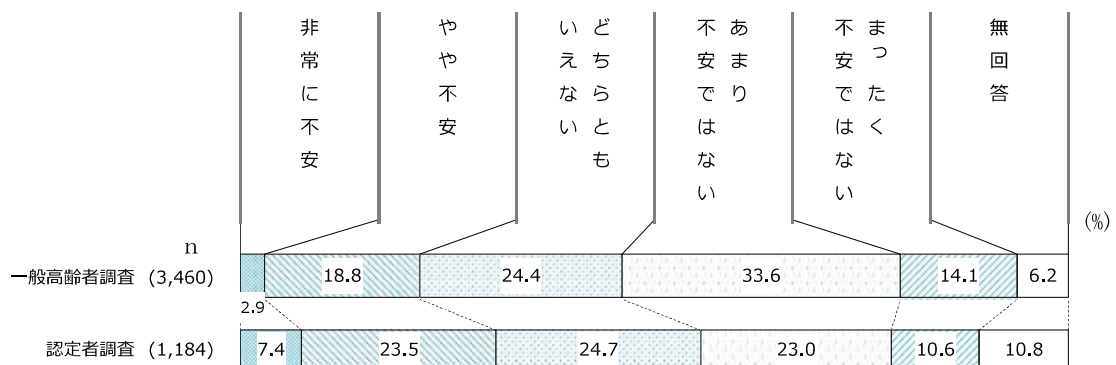 非常に不安
やや不安
どちらとも
いえない
あまり
不安ではない
まったく
不安ではない
無回答
(%)
n
一般高齢者調査 (3,460)
2.9
18.8
24.4
33.6
14.1
6.2
認定者調査 (1,184)
7.4
23.5
24.7
23.0
10.6
10.8